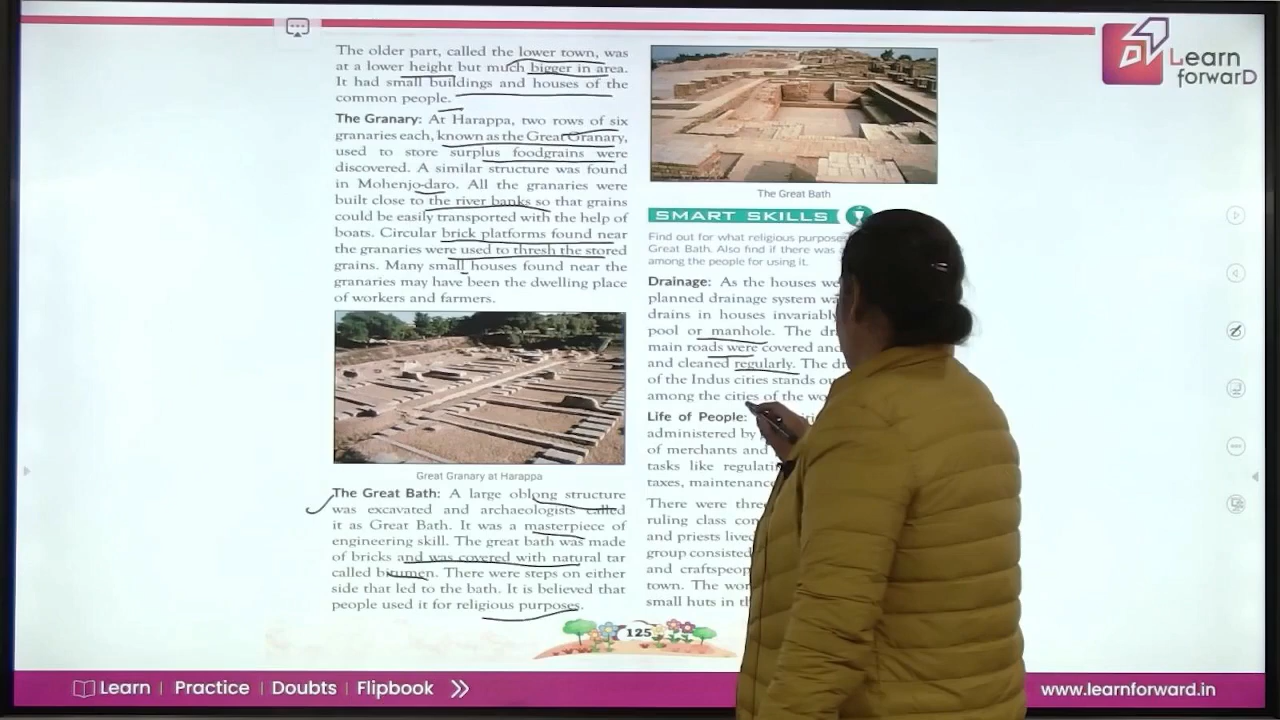 Learn
forwarD
The older part, called the lower town, was
at a lower height but much bigger in area.
It had small buildings and houses of the
common people.
The Granary: At Harappa, two rows of six
granaries each, known as the Great Granary,
used to store surplus foodgrains were
discovered. A similar structure was found
in Mohenjo-daro. All the granaries were
built close to the river banks so that grains
could be easily transported with the help of
boats. Circular brick platforms found near
the granaries were used to thresh the stored
grains. Many small houses found near the
granaries may have been the dwelling place
of workers and farmers.
Great Granary at Harappa
The Great Bath: A large oblong structure
was excavated and archaeologists called
it as Great Bath. It was a masterpiece of
engineering skill. The great bath was made
of bricks and was covered with natural tar
called bitumen. There were steps on either
side that led to the bath. It is believed that
people used it for religious purposes.
The Great Bath
SMART SKILLS
Find out for what religious purposes
Great Bath. Also find if there was
among the people for using it.
Drainage: As the houses we
planned drainage system wa
drains in houses invariably
pool or manhole. The dr
main roads were covered and
and cleaned regularly. The dr
of the Indus cities stands ou
among the cities of the wo
Life of People:
administered by
of merchants and
tasks like regulati
taxes, maintenance
There were three
ruling class con
and priests lived
group consisted
and craftspeop
town. The wor
small huts in th
125
Learn | Practice | Doubts | Flipbook
www.learnforward.in